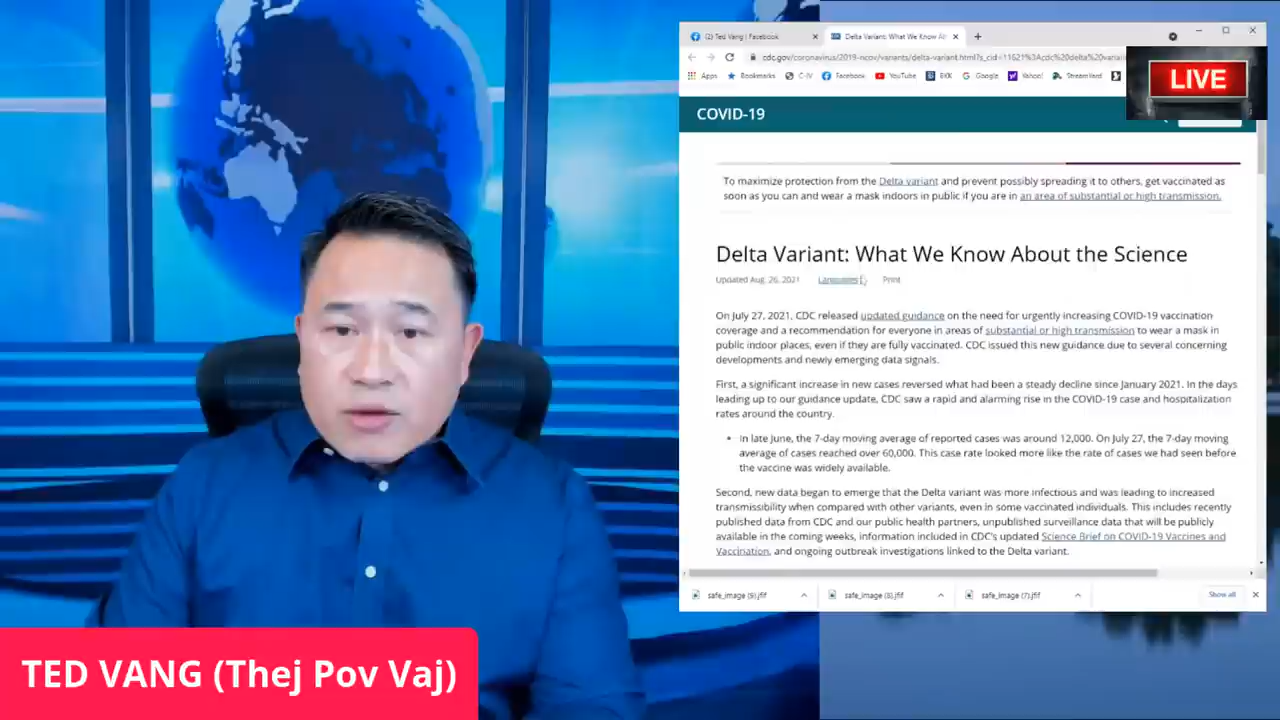 (2) Ted Vang | Facebook
Delta Variant: What We Know Ab
cdc.gov/coronavirus/2019-ncov/variants/delta-variant.html?s_cid=11621%3Acdc%20delta%20varia
Apps Bookmarks C-IV Facebook YouTube BKK Google Yahoo! StreamYard
LIVE
COVID-19
To maximize protection from the Delta variant and prevent possibly spreading it to others, get vaccinated as
soon as you can and wear a mask indoors in public if you are in an area of substantial or high transmission.
Delta Variant: What We Know About the Science
Updated Aug. 26, 2021 Languages Print
On July 27, 2021, CDC released updated guidance on the need for urgently increasing COVID-19 vaccination
coverage and a recommendation for everyone in areas of substantial or high transmission to wear a mask in
public indoor places, even if they are fully vaccinated. CDC issued this new guidance due to several concerning
developments and newly emerging data signals.
First, a significant increase in new cases reversed what had been a steady decline since January 2021. In the days
leading up to our guidance update, CDC saw a rapid and alarming rise in the COVID-19 case and hospitalization
rates around the country.
• In late June, the 7-day moving average of reported cases was around 12,000. On July 27, the 7-day moving
average of cases reached over 60,000. This case rate looked more like the rate of cases we had seen before
the vaccine was widely available.
Second, new data began to emerge that the Delta variant was more infectious and was leading to increased
transmissibility when compared with other variants, even in some vaccinated individuals. This includes recently
published data from CDC and our public health partners, unpublished surveillance data that will be publicly
available in the coming weeks, information included in CDC's updated Science Brief on COVID-19 Vaccines and
Vaccination, and ongoing outbreak investigations linked to the Delta variant.
safe_image (9).jfif safe_image (8).jfif safe_image (7).jfif Show all
TED VANG (Thej Pov Vaj)